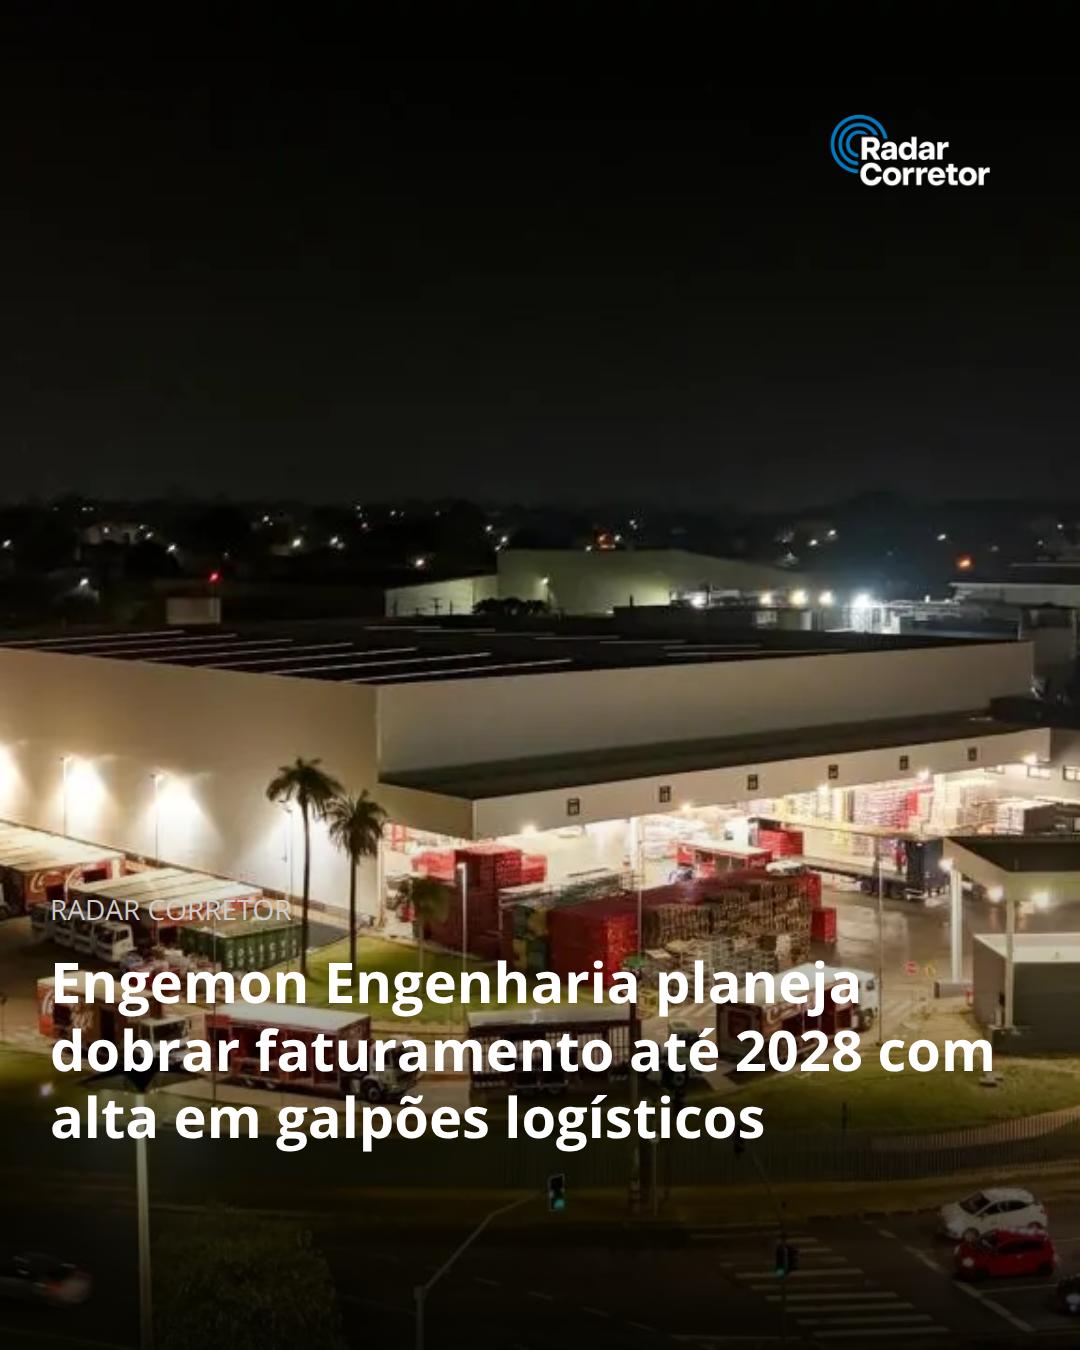 Radar
Corretor
RADAR CORRETOR
Engemon Engenharia planeja
dobrar faturamento até 2028 com
alta em galpões logísticos